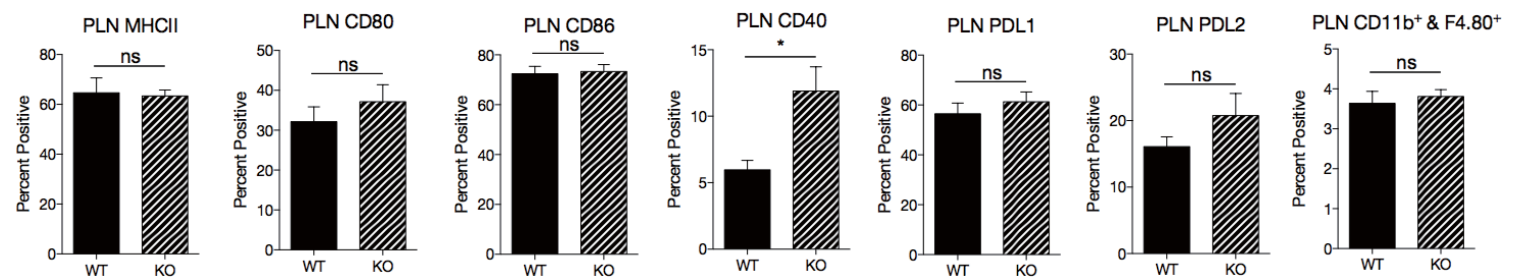 PLN MHCII
ns
Percent Positive
80
60
40
20
0
WT KO
PLN CD80
ns
Percent Positive
50
40
30
20
10
0
WT KO
PLN CD86
ns
Percent Positive
80
60
40
20
0
WT KO
PLN CD40
*
Percent Positive
15
10
5
0
WT KO
PLN PDL1
ns
Percent Positive
80
60
40
20
0
WT KO
PLN PDL2
ns
Percent Positive
30
20
10
0
WT KO
PLN CD11b⁺ & F4.80⁺
ns
Percent Positive
5
4
3
2
1
0
WT KO